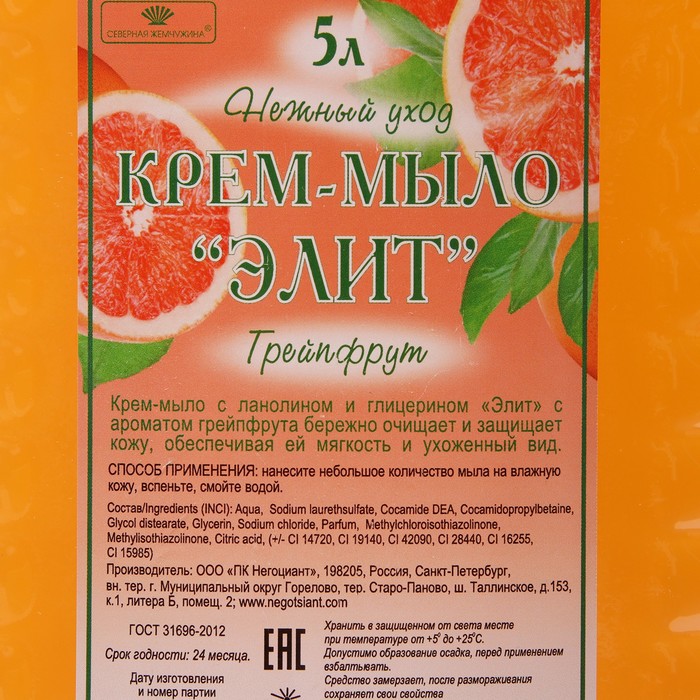 СЕВЕРНАЯ ЖЕМЧУЖИНА®
5л
Нежный уход
КРЕМ-МЫЛО
“ЭЛИТ”
Грейпфрут
Крем-мыло с ланолином и глицерином «Элит» с
ароматом грейпфрута бережно очищает и защищает
кожу, обеспечивая ей мягкость и ухоженный вид.
СПОСОБ ПРИМЕНЕНИЯ: нанесите небольшое количество мыла на влажную
кожу, вспеньте, смойте водой.
Состав/Ingredients (INCI): Aqua, Sodium laurethsulfate, Cocamide DEA, Cocamidopropylbetaine,
Glycol distearate, Glycerin, Sodium chloride, Parfum, Methylchloroisothiazolinone,
Methylisothiazolinone, Citric acid, (+/- CI 14720, CI 19140, CI 42090, CI 28440, CI 16255,
CI 15985)
Производитель: ООО «ПК Негоциант», 198205, Россия, Санкт-Петербург,
вн. тер. г. Муниципальный округ Горелово, тер. Старо-Паново, ш. Таллинское, д.153,
к.1, литера Б, помещ. 2; www.negotsiant.com
ГОСТ 31696-2012
Срок годности: 24 месяца.
Дату изготовления
и номер партии
EAC
Хранить в защищенном от света месте
при температуре от +5⁰ до +25⁰С.
Допустимо образование осадка, перед применением
взбалтывать.
Средство замерзает, после размораживания
сохраняет свои свойства